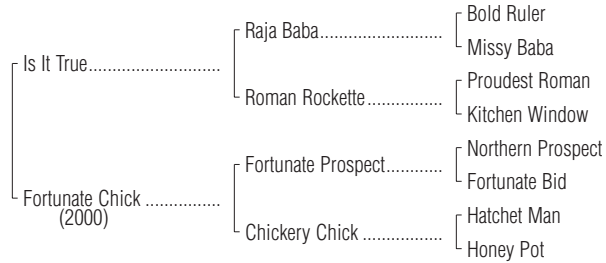 Bold Ruler
Raja Baba
Missy Baba
Is It True
Proudest Roman
Roman Rockette
Kitchen Window
Northern Prospect
Fortunate Prospect
Fortunate Bid
Fortunate Chick
(2000)
Hatchet Man
Chickery Chick
Honey Pot